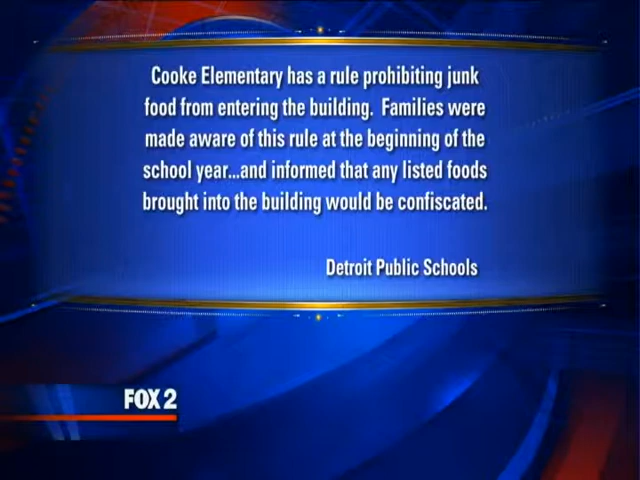 Cooke Elementary has a rule prohibiting junk
food from entering the building. Families were
made aware of this rule at the beginning of the
school year...and informed that any listed foods
brought into the building would be confiscated.
Detroit Public Schools
FOX 2